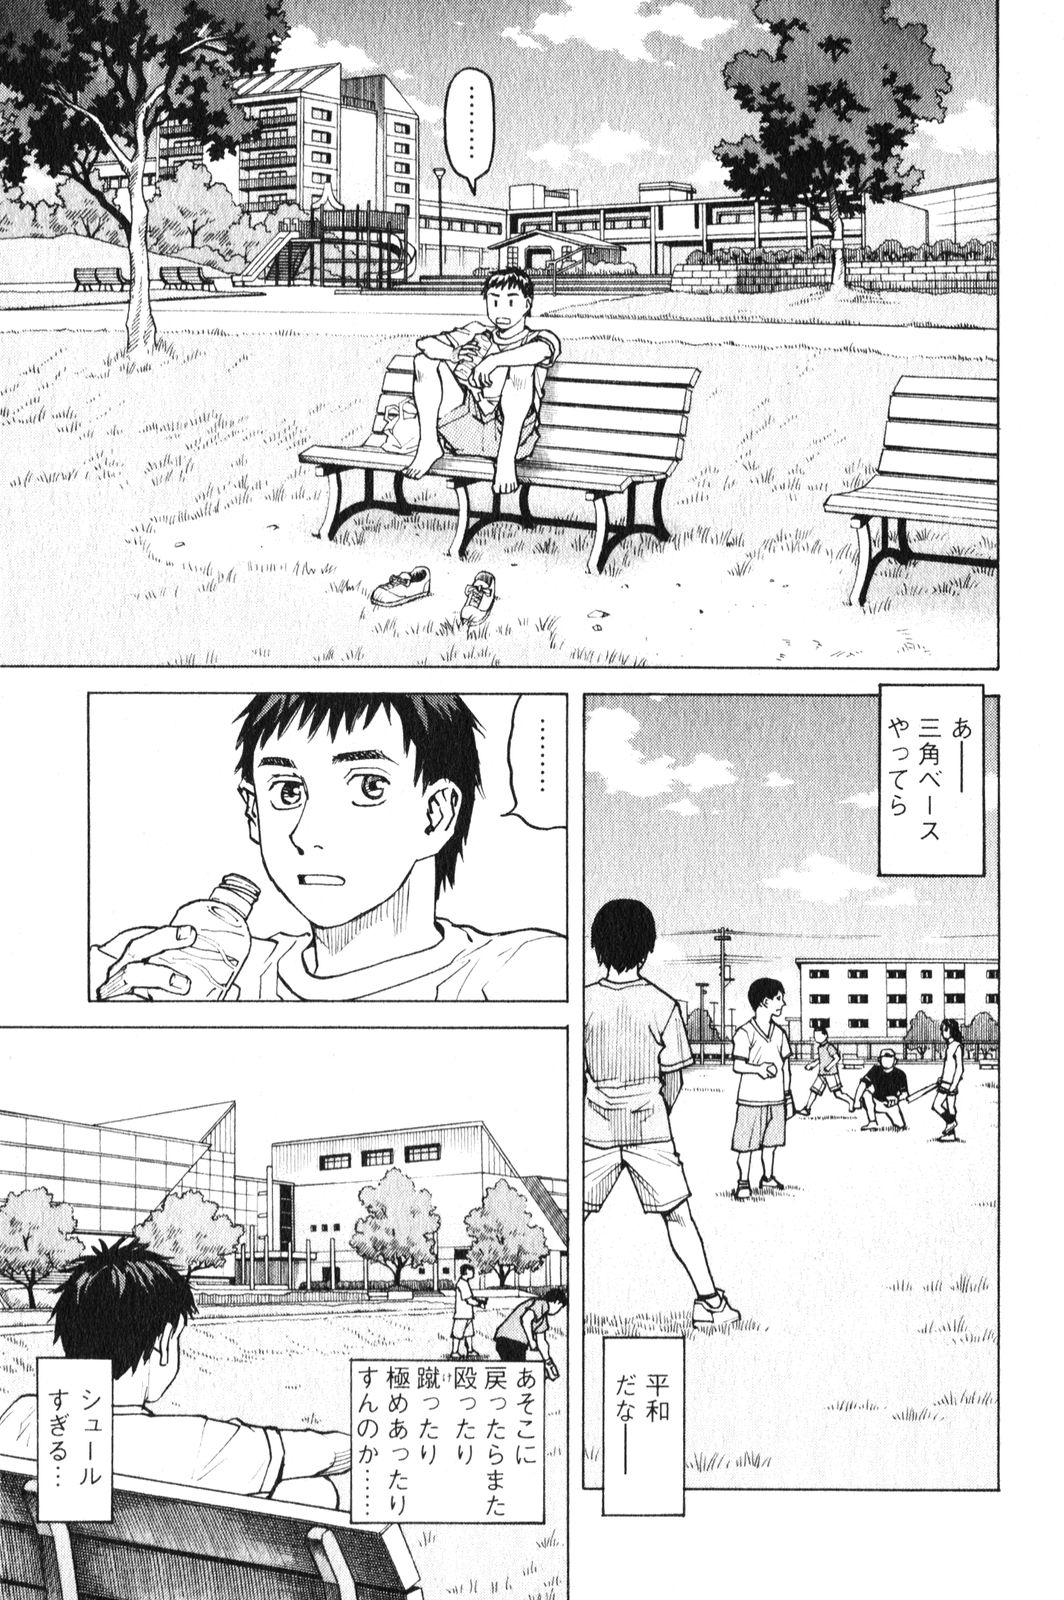 ………
あ――
三角ベース
やってら
平和
だな――
………
あそこに
戻ったらまた
殴ったり
蹴ったり
け
極めあったり
すんのか……
シュール
すぎる…